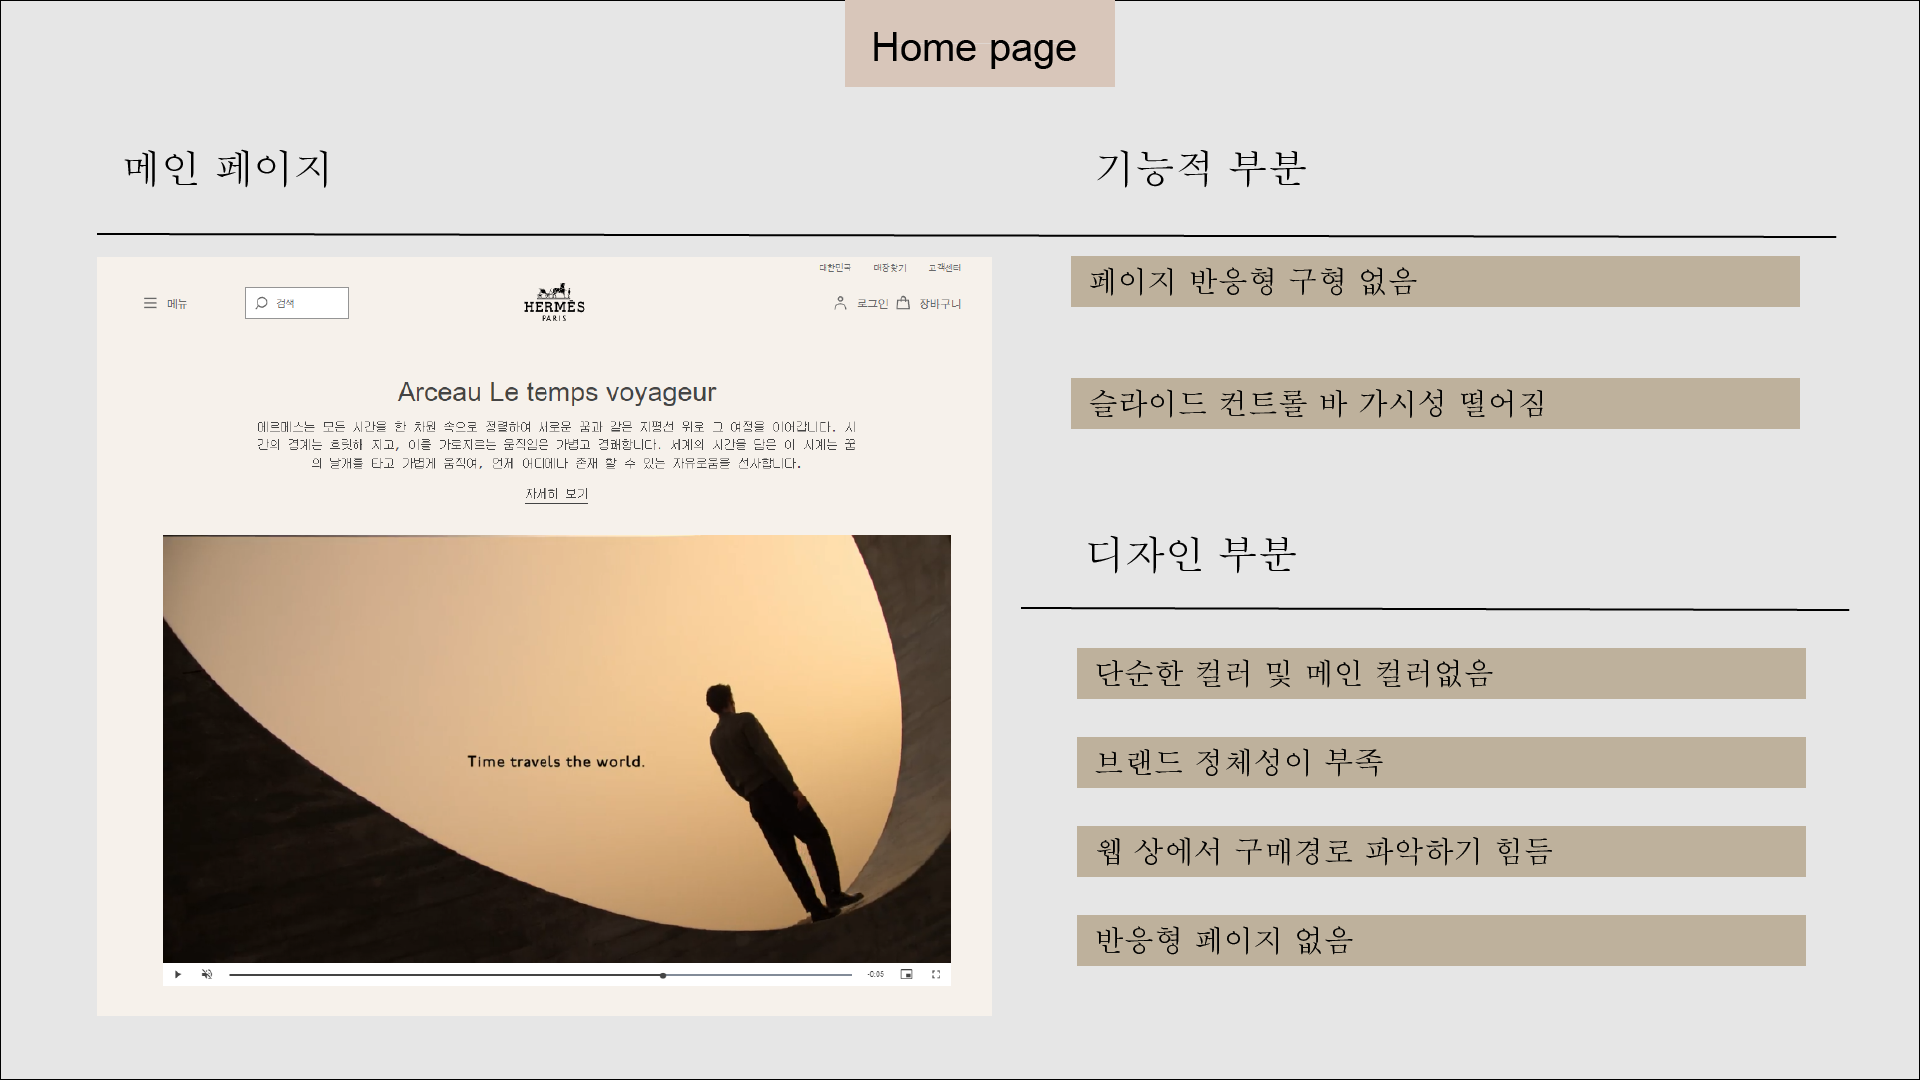 Home page
메인 페이지
기능적 부분
대한민국 매장찾기 고객센터
메뉴 검색 HERMÈS 로그인 장바구니
PARIS
Arceau Le temps voyageur
에르메스는 모든 시간을 한 차원 속으로 정렬하여 새로운 꿈과 같은 지평선 위로 그 여정을 이어갑니다. 시
간의 경계는 흐릿해 지고, 이를 가로지르는 움직임은 가볍고 경쾌합니다. 세계의 시간을 담은 이 시계는 꿈
의 날개를 타고 가볍게 움직여, 언제 어디에나 존재 할 수 있는 자유로움을 선사합니다.
자세히 보기
Time travels the world.
-0:05
페이지 반응형 구형 없음
슬라이드 컨트롤 바 가시성 떨어짐
디자인 부분
단순한 컬러 및 메인 컬러없음
브랜드 정체성이 부족
웹 상에서 구매경로 파악하기 힘듬
반응형 페이지 없음